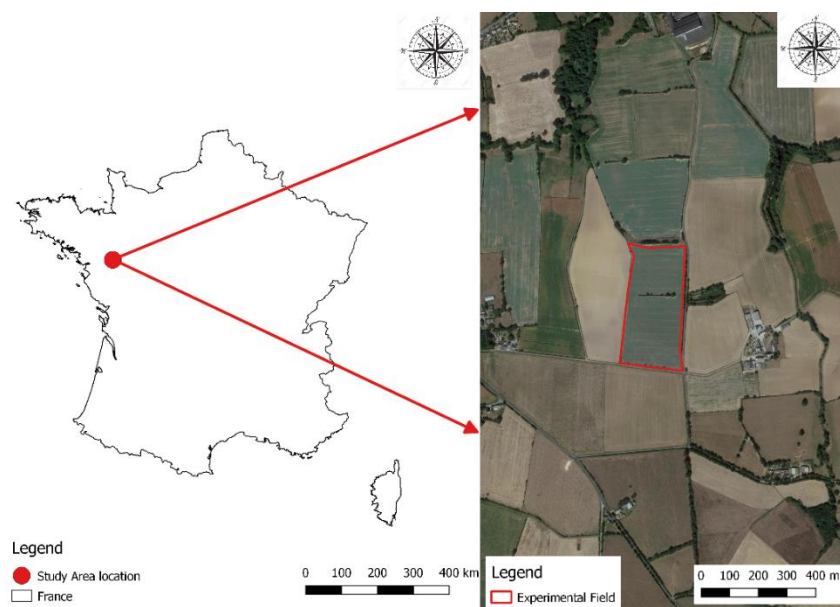 Legend
Study Area location
France
0 100 200 300 400 km
Legend
Experimental Field
0 100 200 300 400 m